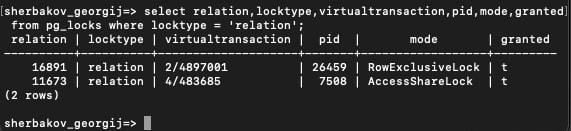 [sherbakov_georgij=> select relation,locktype,virtualtransaction,pid,mode,granted]
from pg_locks where locktype = 'relation';
relation | locktype | virtualtransaction | pid | mode | granted
----------+----------+--------------------+-------+------------------+---------
16891 | relation | 2/4897001 | 26459 | RowExclusiveLock | t
11673 | relation | 4/483685 | 7508 | AccessShareLock | t
(2 rows)
sherbakov_georgij=>